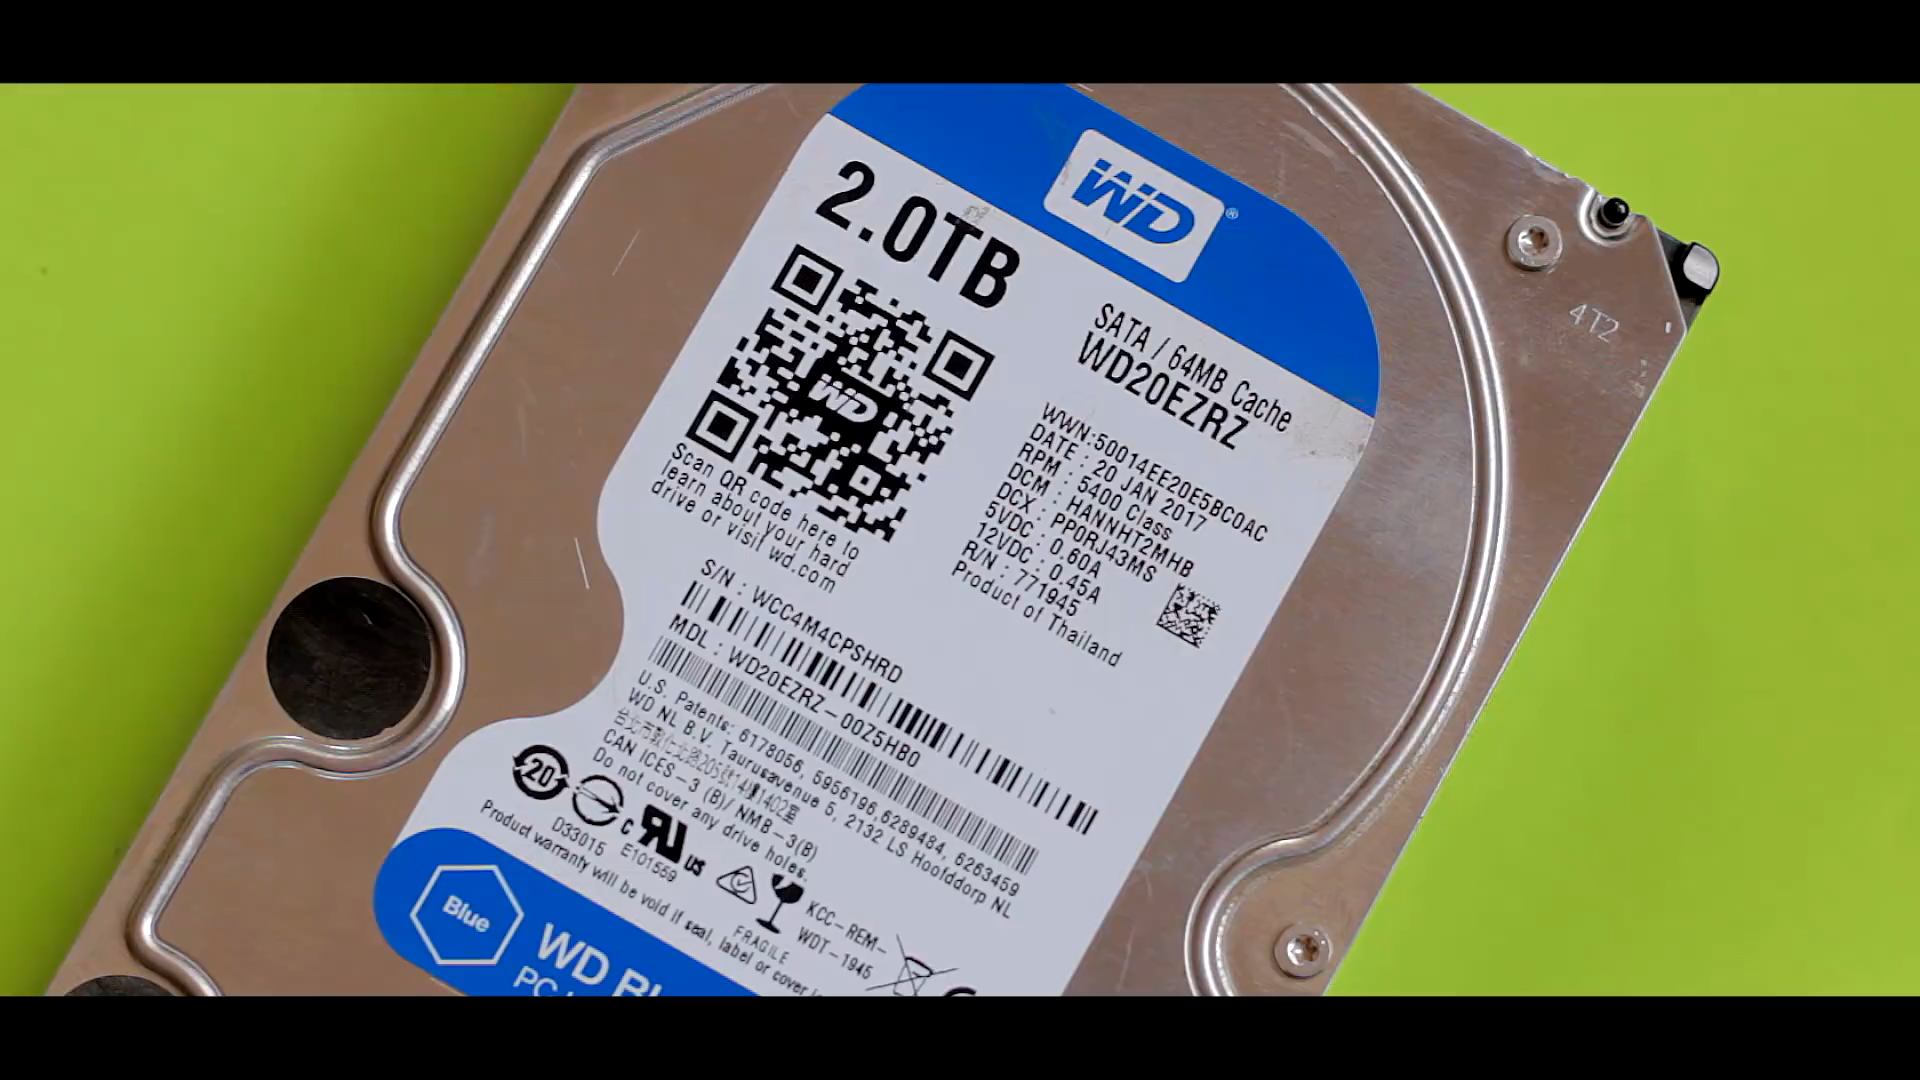 WD®
2.0TB
WD
Scan QR code here to
learn about your hard
drive or visit wd.com
SATA / 64MB Cache
WD20EZRZ
WWN:50014EE20E5BC0AC
DATE : 20 JAN 2017
RPM : 5400 Class
DCM : HANNHT2MHB
DCX : PP0RJ43MS
5VDC : 0.60A
12VDC : 0.45A
R/N : 771945
Product of Thailand
S/N : WCC4M4CPSHRD
MDL : WD20EZRZ-00Z5HB0
U.S. Patents: 6178056, 5956196,6289484, 6263459
WD NL B.V. Taurusavenue 5, 2132 LS Hoofddorp NL
CAN ICES-3 (B)/ NMB-3(B)
Do not cover any drive holes.
20
D33015
C US
E101559
FRAGILE
KCC-REM-
WDT-1945
Product warranty will be void if seal, label or cover
Blue
WD
PC
4T2